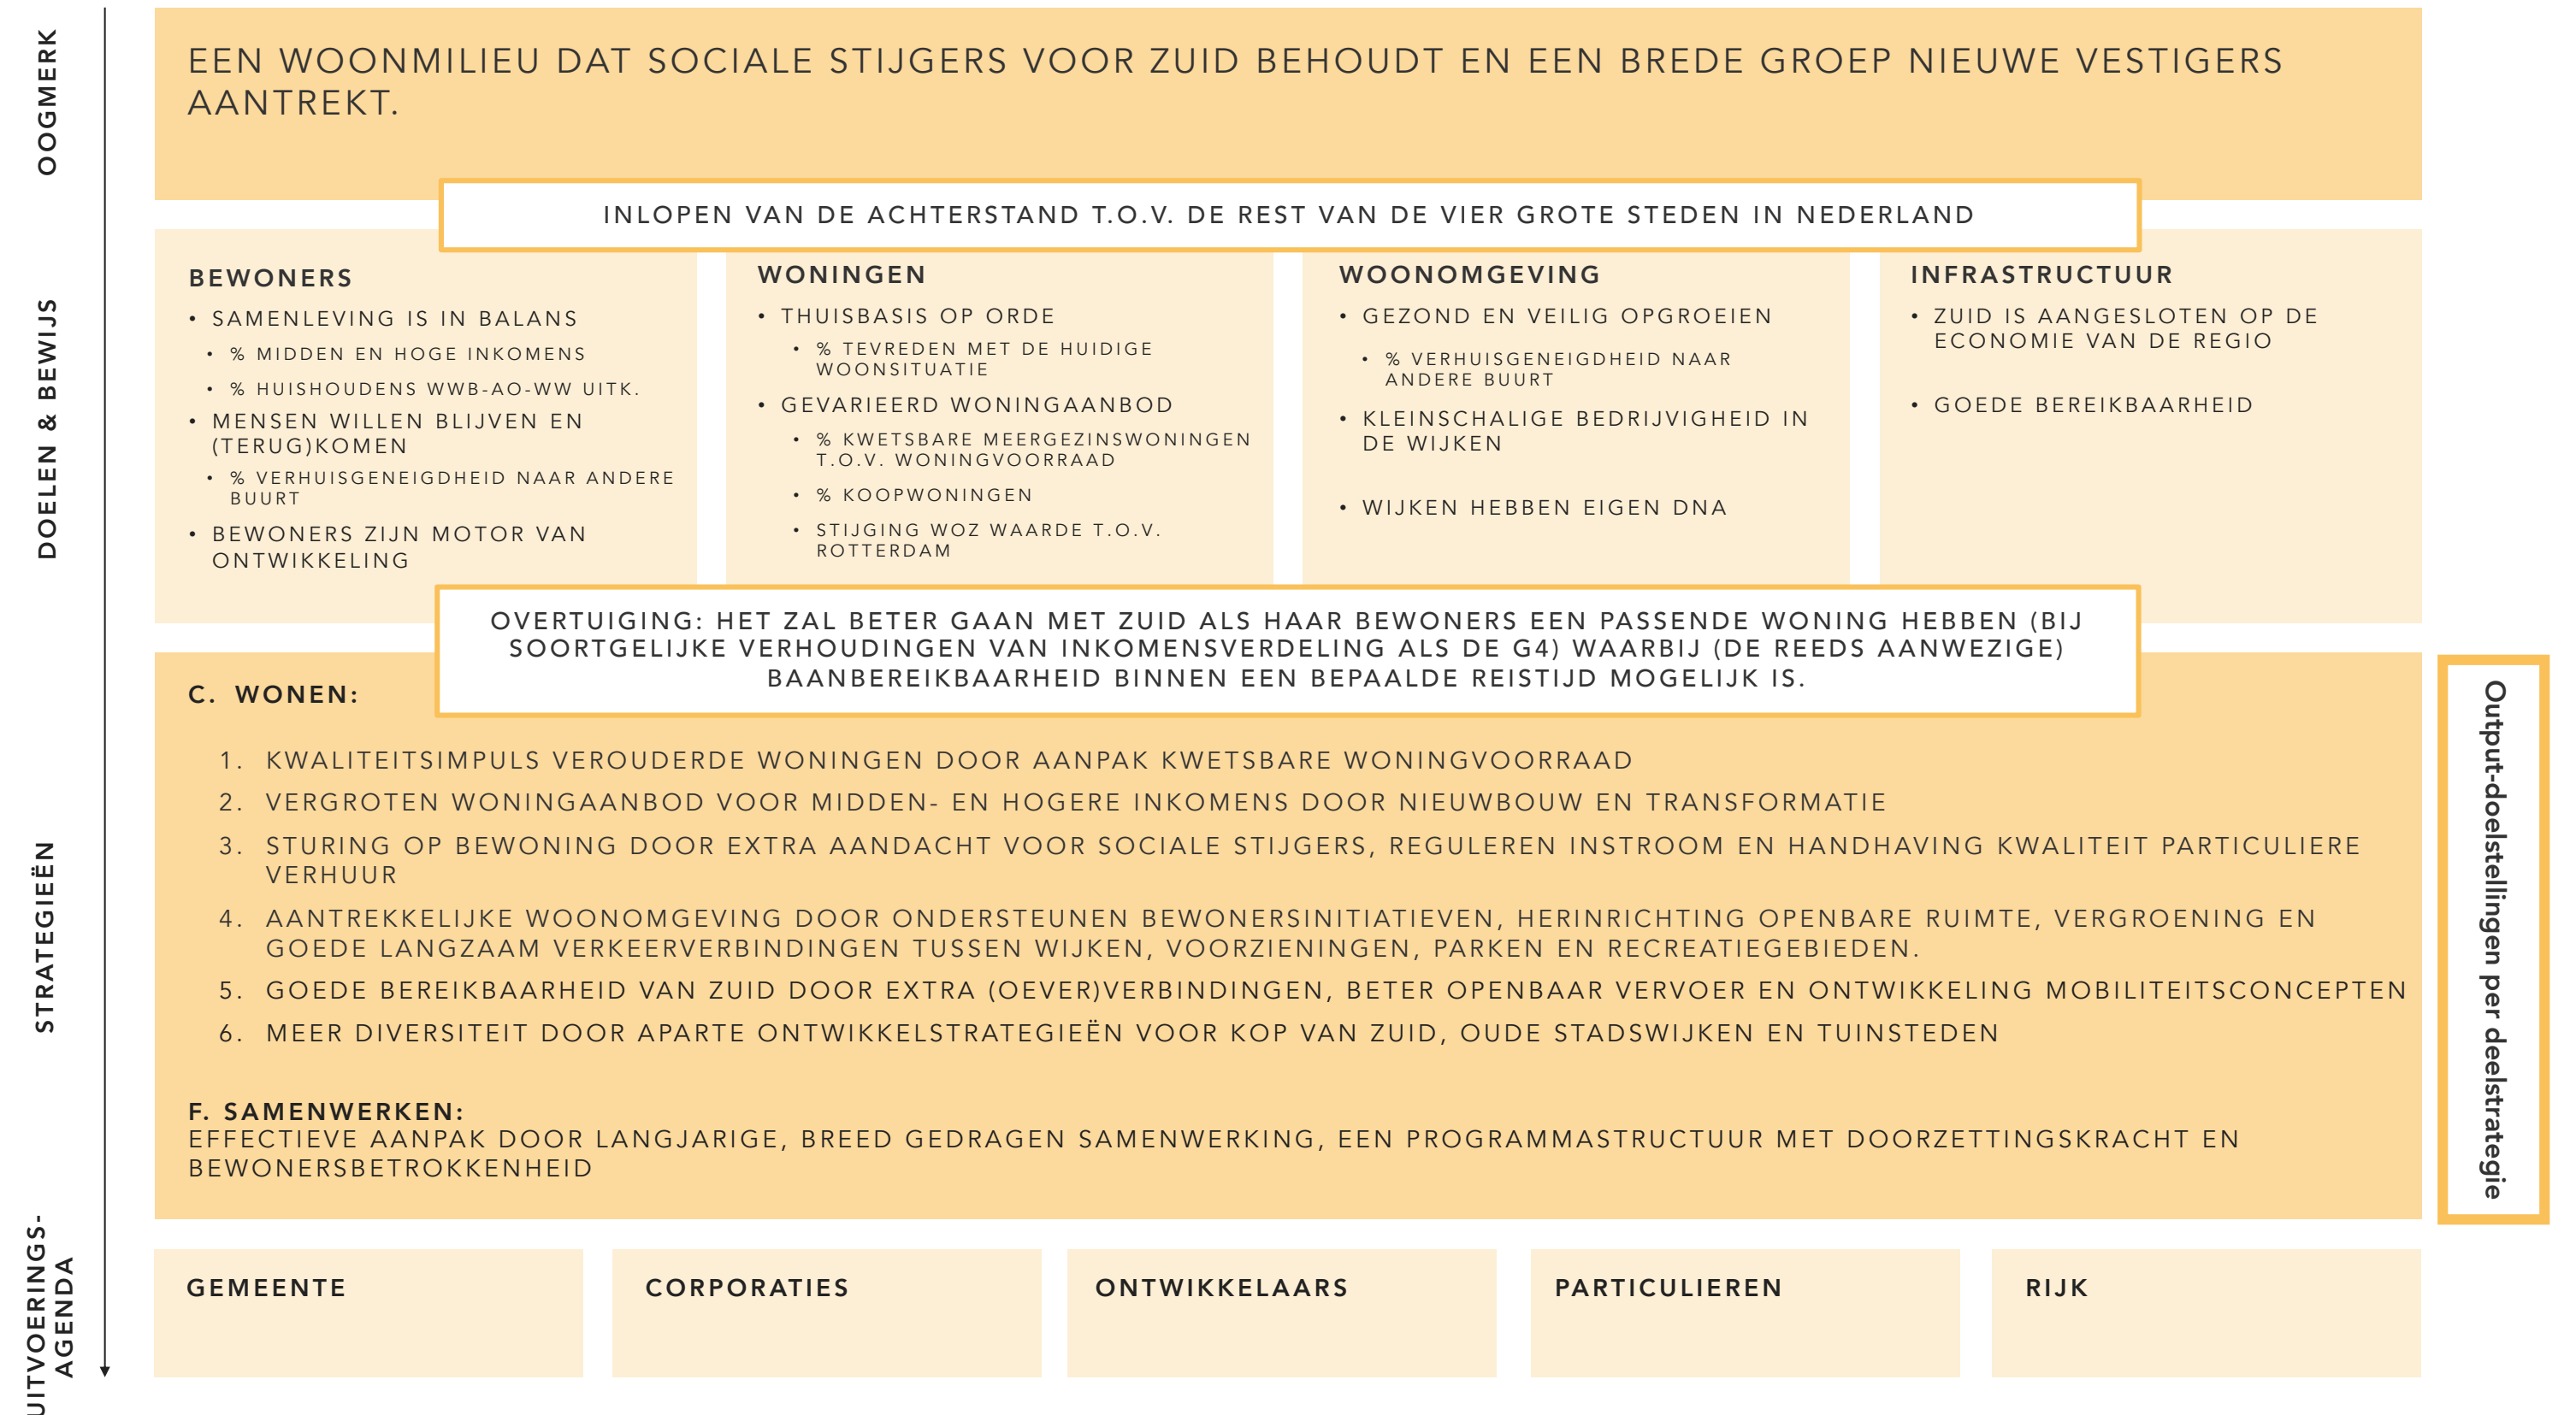 OOGMERK
EEN WOONMILIEU DAT SOCIALE STIJGERS VOOR ZUID BEHOUDT EN EEN BREDE GROEP NIEUWE VESTIGERS
AANTREKT.
INLOPEN VAN DE ACHTERSTAND T.O.V. DE REST VAN DE VIER GROTE STEDEN IN NEDERLAND
DOELEN & BEWIJS
BEWONERS
• SAMENLEVING IS IN BALANS
• % MIDDEN EN HOGE INKOMENS
• % HUISHOUDENS WWB-AO-WW UITK.
• MENSEN WILLEN BLIJVEN EN
(TERUG)KOMEN
• % VERHUISGENEIGDHEID NAAR ANDERE
BUURT
• BEWONERS ZIJN MOTOR VAN
ONTWIKKELING
WONINGEN
• THUISBASIS OP ORDE
• % TEVREDEN MET DE HUIDIGE
WOONSITUATIE
• GEVARIEERD WONINGAANBOD
• % KWETSBARE MEERGEZINSWONINGEN
T.O.V. WONINGVOORRAAD
• % KOOPWONINGEN
• STIJGING WOZ WAARDE T.O.V.
ROTTERDAM
WOONOMGEVING
• GEZOND EN VEILIG OPGROEIEN
• % VERHUISGENEIGDHEID NAAR
ANDERE BUURT
• KLEINSCHALIGE BEDRIJVIGHEID IN
DE WIJKEN
• WIJKEN HEBBEN EIGEN DNA
INFRASTRUCTUUR
• ZUID IS AANGESLOTEN OP DE
ECONOMIE VAN DE REGIO
• GOEDE BEREIKBAARHEID
OVERTUIGING: HET ZAL BETER GAAN MET ZUID ALS HAAR BEWONERS EEN PASSENDE WONING HEBBEN (BIJ
SOORTGELIJKE VERHOUDINGEN VAN INKOMENSVERDELING ALS DE G4) WAARBIJ (DE REEDS AANWEZIGE)
BAANBEREIKBAARHEID BINNEN EEN BEPAALDE REISTIJD MOGELIJK IS.
STRATEGIEËN
C. WONEN:
1. KWALITEITSIMPULS VEROUDERDE WONINGEN DOOR AANPAK KWETSBARE WONINGVOORRAAD
2. VERGROTEN WONINGAANBOD VOOR MIDDEN- EN HOGERE INKOMENS DOOR NIEUWBOUW EN TRANSFORMATIE
3. STURING OP BEWONING DOOR EXTRA AANDACHT VOOR SOCIALE STIJGERS, REGULEREN INSTROOM EN HANDHAVING KWALITEIT PARTICULIERE
VERHUUR
4. AANTREKKELIJKE WOONOMGEVING DOOR ONDERSTEUNEN BEWONERSINITIATIEVEN, HERINRICHTING OPENBARE RUIMTE, VERGROENING EN
GOEDE LANGZAAM VERKEERVERBINDINGEN TUSSEN WIJKEN, VOORZIENINGEN, PARKEN EN RECREATIEGEBIEDEN.
5. GOEDE BEREIKBAARHEID VAN ZUID DOOR EXTRA (OEVER)VERBINDINGEN, BETER OPENBAAR VERVOER EN ONTWIKKELING MOBILITEITSCONCEPTEN
6. MEER DIVERSITEIT DOOR APARTE ONTWIKKELSTRATEGIEËN VOOR KOP VAN ZUID, OUDE STADSWIJKEN EN TUINSTEDEN
F. SAMENWERKEN:
EFFECTIEVE AANPAK DOOR LANGJARIGE, BREED GEDRAGEN SAMENWERKING, EEN PROGRAMMASTRUCTUUR MET DOORZETTINGSKRACHT EN
BEWONERSBETROKKENHEID
Output-doelstellingen per deelstrategie
UITVOERINGS-
AGENDA
GEMEENTE
CORPORATIES
ONTWIKKELAARS
PARTICULIEREN
RIJK